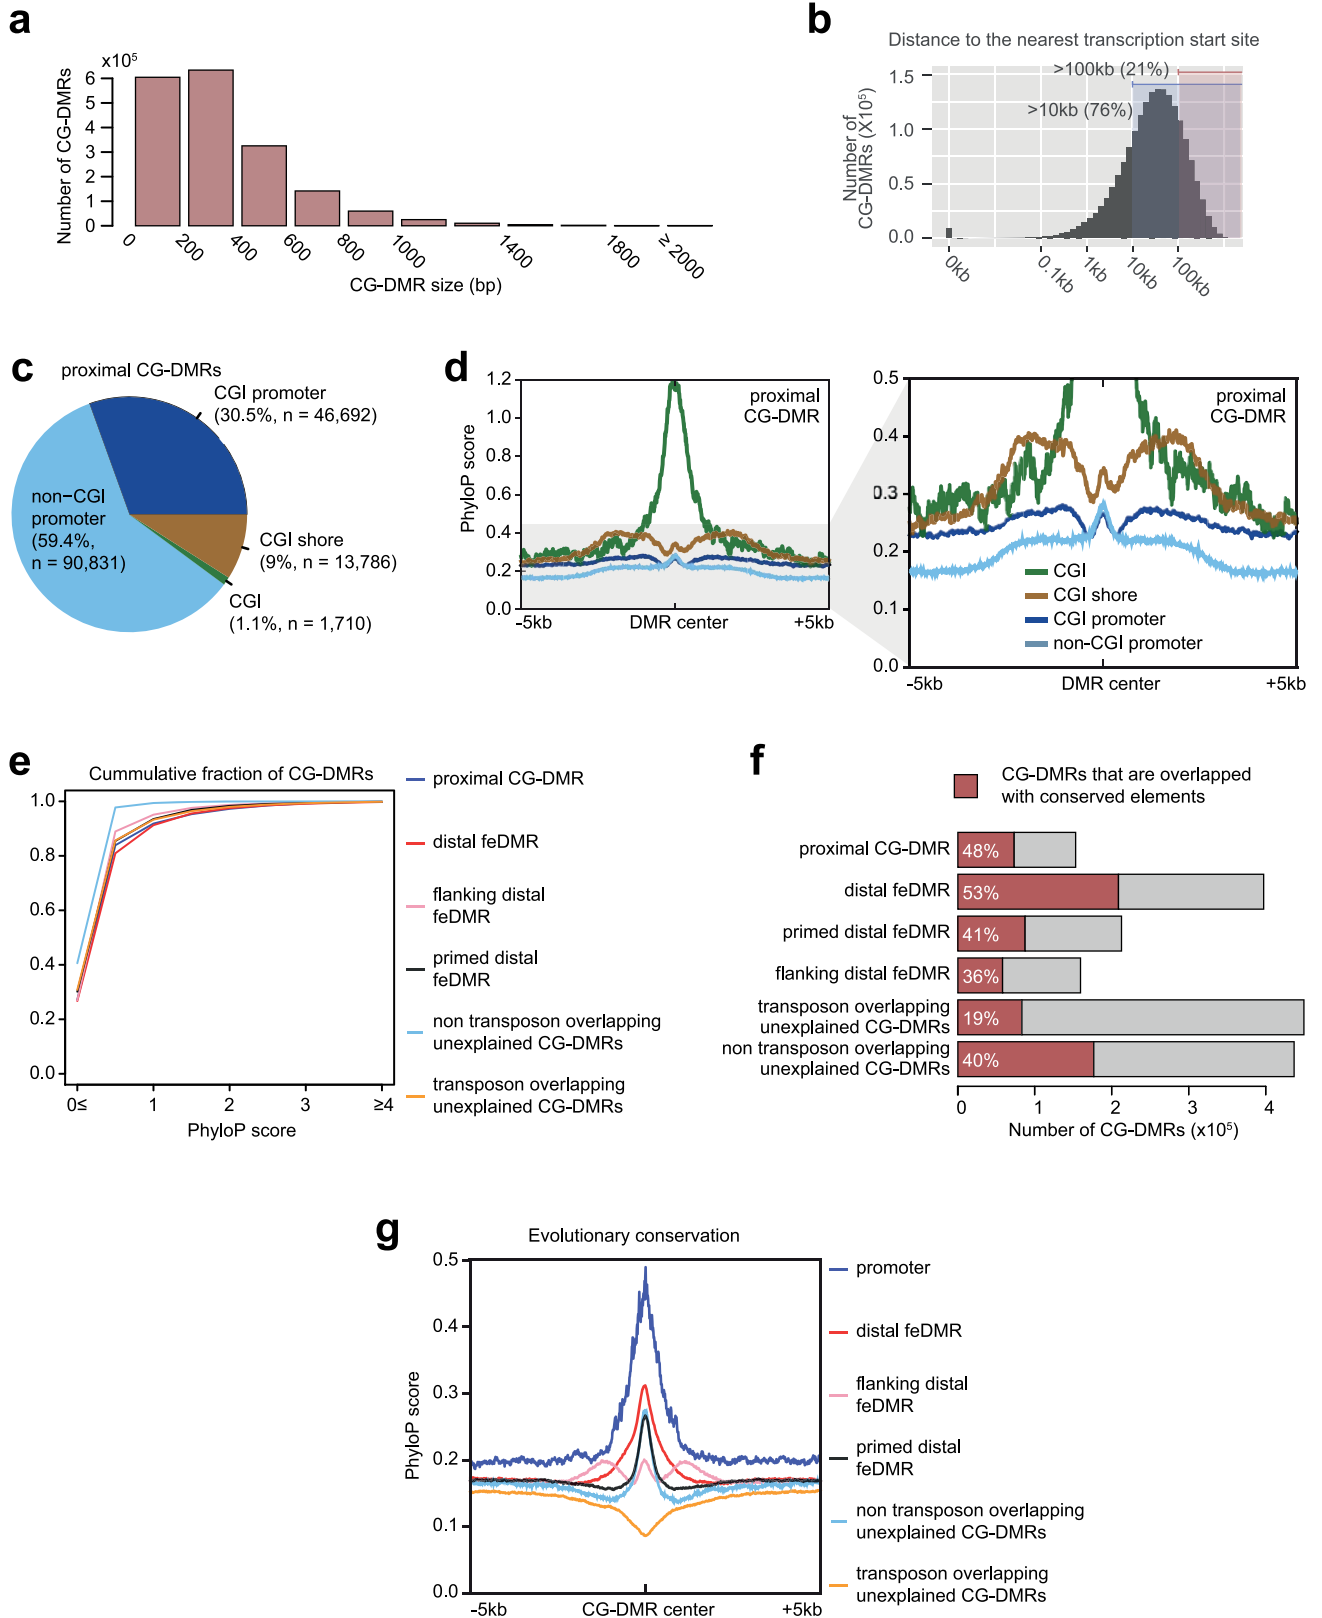 a
x10⁵
Number of CG-DMRs
6
5
4
3
2
1
0
0
200
400
600
800
1000
1400
1800
≥ 2000
CG-DMR size (bp)
b
Distance to the nearest transcription start site
>100kb (21%)
>10kb (76%)
Number of
CG-DMRs (X10⁵)
1.5
1.0
0.5
0.0
0kb
0.1kb
1kb
10kb
100kb
c
proximal CG-DMRs
CGI promoter
(30.5%, n = 46,692)
non−CGI
promoter
(59.4%,
n = 90,831)
CGI shore
(9%, n = 13,786)
CGI
(1.1%, n = 1,710)
d
PhyloP score
1.2
1.0
0.8
0.6
0.4
0.2
0.0
proximal
CG-DMR
-5kb
DMR center
+5kb
0.5
0.4
0.3
0.2
0.1
0.0
proximal
CG-DMR
CGI
CGI shore
CGI promoter
non-CGI promoter
-5kb
DMR center
+5kb
e
Cummulative fraction of CG-DMRs
1.0
0.8
0.6
0.4
0.2
0.0
0≤
1
2
3
≥4
PhyloP score
proximal CG-DMR
distal feDMR
flanking distal
feDMR
primed distal
feDMR
non transposon overlapping
unexplained CG-DMRs
transposon overlapping
unexplained CG-DMRs
f
CG-DMRs that are overlapped
with conserved elements
proximal CG-DMR
48%
distal feDMR
53%
primed distal feDMR
41%
flanking distal feDMR
36%
transposon overlapping
unexplained CG-DMRs
19%
non transposon overlapping
unexplained CG-DMRs
40%
0
1
2
3
4
Number of CG-DMRs (x10⁵)
g
Evolutionary conservation
PhyloP score
0.5
0.4
0.3
0.2
0.1
0.0
-5kb
CG-DMR center
+5kb
promoter
distal feDMR
flanking distal
feDMR
primed distal
feDMR
non transposon overlapping
unexplained CG-DMRs
transposon overlapping
unexplained CG-DMRs